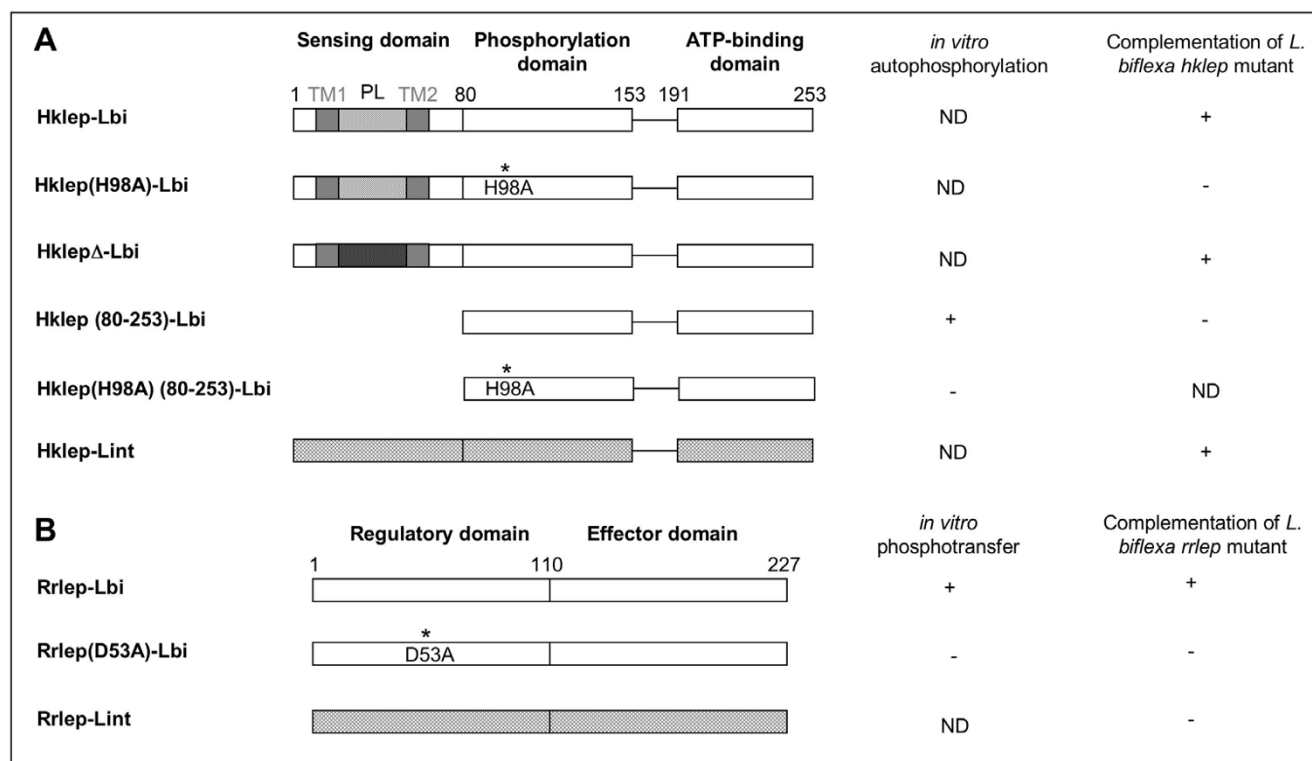 A
Sensing domain Phosphorylation domain ATP-binding domain in vitro autophosphorylation Complementation of L. biflexa hklep mutant
1 TM1 PL TM2 80 153 191 253
Hklep-Lbi ND +
*
Hklep(H98A)-Lbi H98A ND -
HklepΔ-Lbi ND +
Hklep (80-253)-Lbi + -
*
Hklep(H98A) (80-253)-Lbi H98A - ND
Hklep-Lint ND +
B
Regulatory domain Effector domain in vitro phosphotransfer Complementation of L. biflexa rrlep mutant
1 110 227
Rrlep-Lbi + +
*
Rrlep(D53A)-Lbi D53A - -
Rrlep-Lint ND -